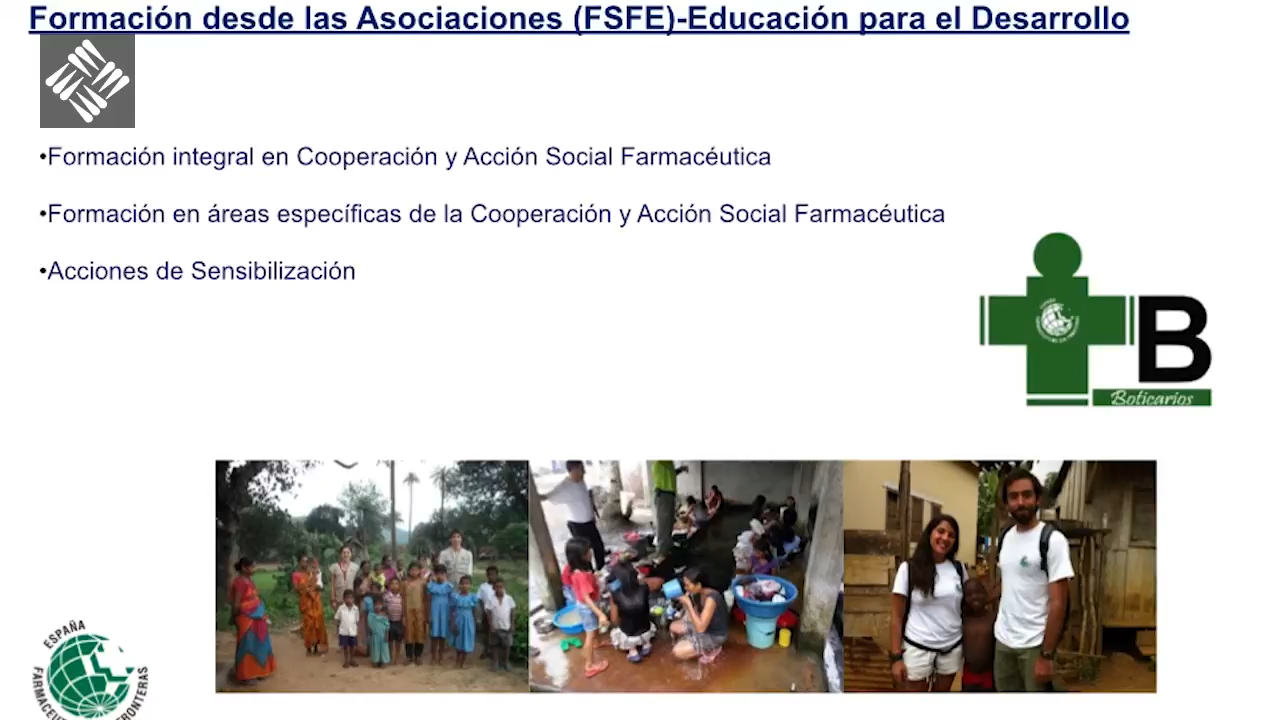 Formación desde las Asociaciones (FSFE)-Educación para el Desarrollo
•Formación integral en Cooperación y Acción Social Farmacéutica
•Formación en áreas específicas de la Cooperación y Acción Social Farmacéutica
•Acciones de Sensibilización
B
Boticarios
ESPAÑA